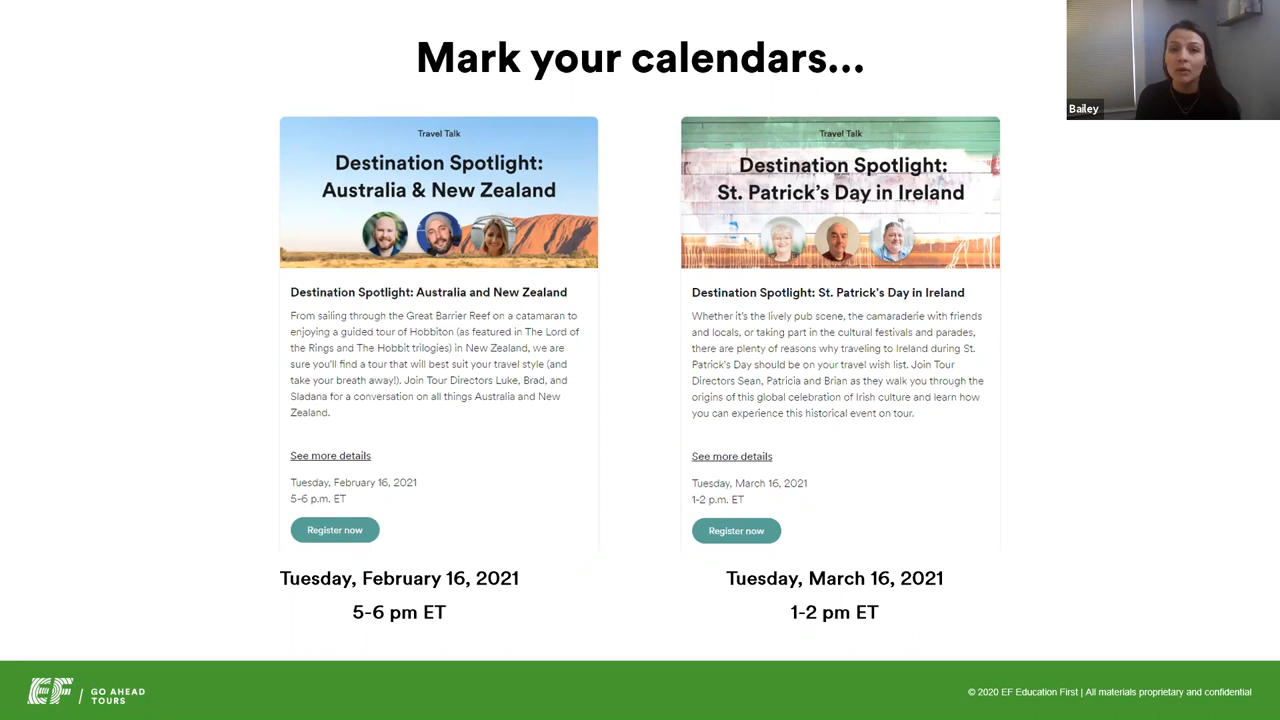 Mark your calendars...
Bailey
Travel Talk
Destination Spotlight:
Australia & New Zealand
Destination Spotlight: Australia and New Zealand
From sailing through the Great Barrier Reef on a catamaran to
enjoying a guided tour of Hobbiton (as featured in The Lord of
the Rings and The Hobbit trilogies) in New Zealand, we are
sure you'll find a tour that will best suit your travel style (and
take your breath away!). Join Tour Directors Luke, Brad, and
Sladana for a conversation on all things Australia and New
Zealand.
See more details
Tuesday, February 16, 2021
5-6 p.m. ET
Register now
Tuesday, February 16, 2021
5-6 pm ET
Travel Talk
Destination Spotlight:
St. Patrick's Day in Ireland
Destination Spotlight: St. Patrick's Day in Ireland
Whether it's the lively pub scene, the camaraderie with friends
and locals, or taking part in the cultural festivals and parades,
there are plenty of reasons why traveling to Ireland during St.
Patrick's Day should be on your travel wish list. Join Tour
Directors Sean, Patricia and Brian as they walk you through the
origins of this global celebration of Irish culture and learn how
you can experience this historical event on tour.
See more details
Tuesday, March 16, 2021
1-2 p.m. ET
Register now
Tuesday, March 16, 2021
1-2 pm ET
EF / GO AHEAD
TOURS
© 2020 EF Education First | All materials proprietary and confidential